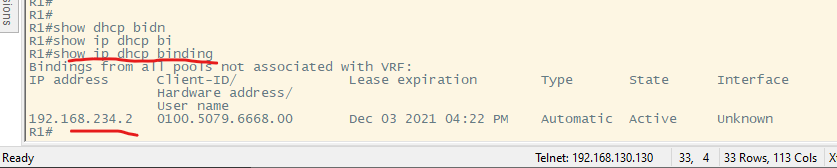 sions
R1#
R1#
R1#show dhcp bidn
R1#show ip dhcp bi
R1#show ip dhcp binding
Bindings from all pools not associated with VRF:
IP address Client-ID/ Lease expiration Type State Interface
Hardware address/
User name
192.168.234.2 0100.5079.6668.00 Dec 03 2021 04:22 PM Automatic Active Unknown
R1#
Ready Telnet: 192.168.130.130 33, 4 33 Rows, 113 Cols